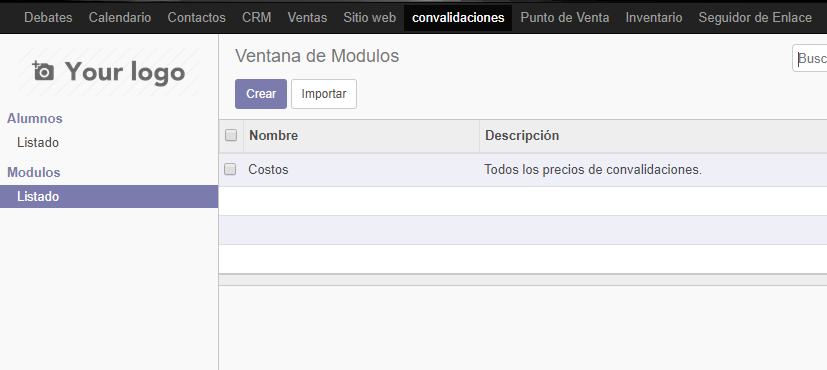 Debates Calendario Contactos CRM Ventas Sitio web convalidaciones Punto de Venta Inventario Seguidor de Enlace
Your logo
Alumnos
Listado
Modulos
Listado
Ventana de Modulos
Busc
Crear Importar
Nombre Descripción
Costos Todos los precios de convalidaciones.